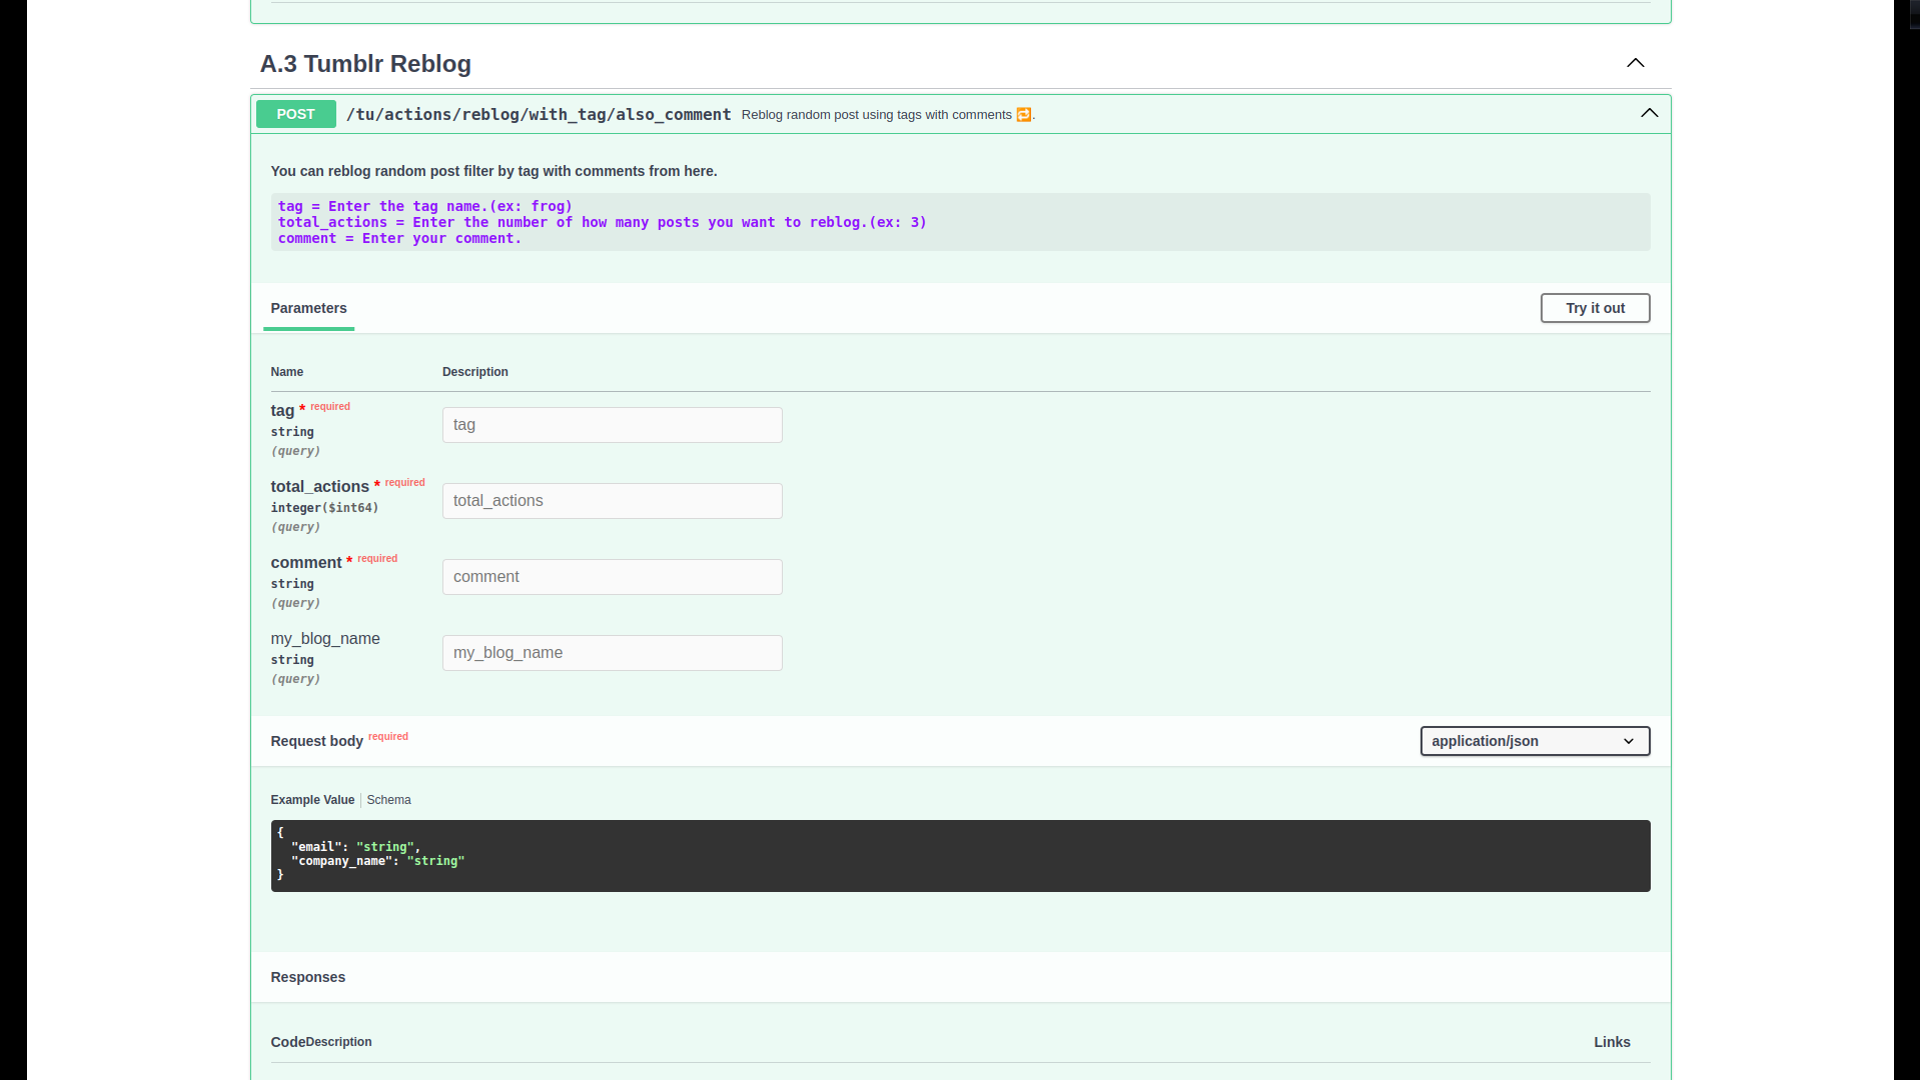 A.3 Tumblr Reblog
POST /tu/actions/reblog/with_tag/also_comment Reblog random post using tags with comments 🔁.
You can reblog random post filter by tag with comments from here.
tag = Enter the tag name.(ex: frog)
total_actions = Enter the number of how many posts you want to reblog.(ex: 3)
comment = Enter your comment.
Parameters
Try it out
Name Description
tag * required
string
(query)
tag
total_actions * required
integer($int64)
(query)
total_actions
comment * required
string
(query)
comment
my_blog_name
string
(query)
my_blog_name
Request body required
application/json
Example Value Schema
{
"email": "string",
"company_name": "string"
}
Responses
Code Description Links